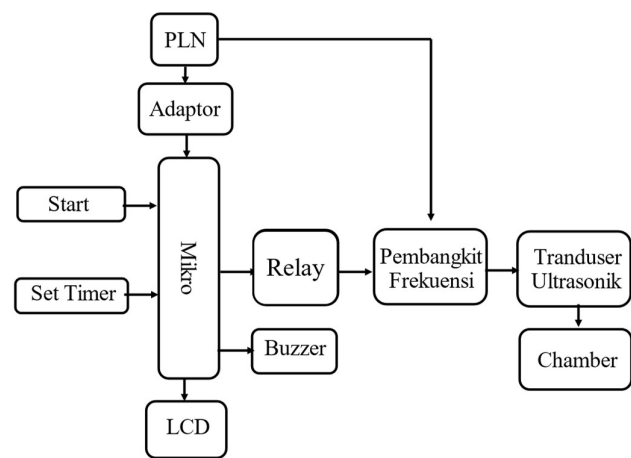 PLN
Adaptor
Start
Set Timer
Mikro
Relay
Buzzer
LCD
Pembangkit
Frekuensi
Tranduser
Ultrasonik
Chamber